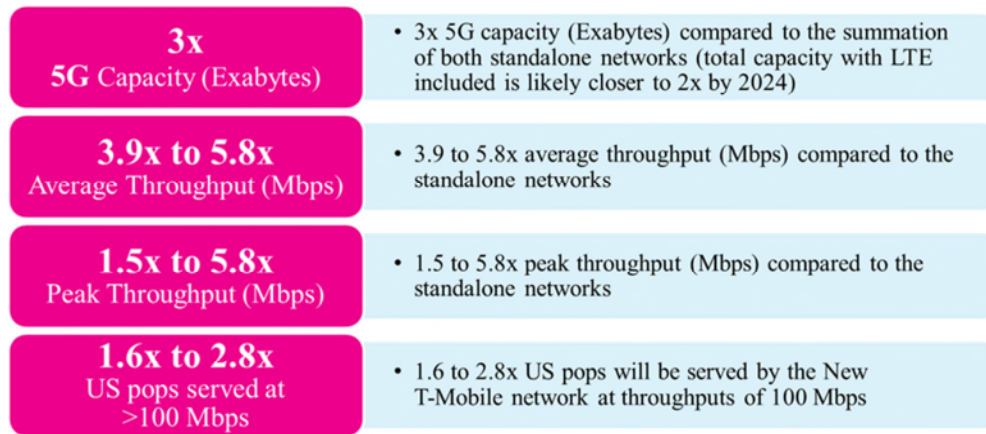 3x
5G Capacity (Exabytes)
• 3x 5G capacity (Exabytes) compared to the summation
of both standalone networks (total capacity with LTE
included is likely closer to 2x by 2024)
3.9x to 5.8x
Average Throughput (Mbps)
• 3.9 to 5.8x average throughput (Mbps) compared to the
standalone networks
1.5x to 5.8x
Peak Throughput (Mbps)
• 1.5 to 5.8x peak throughput (Mbps) compared to the
standalone networks
1.6x to 2.8x
US pops served at
>100 Mbps
• 1.6 to 2.8x US pops will be served by the New
T-Mobile network at throughputs of 100 Mbps